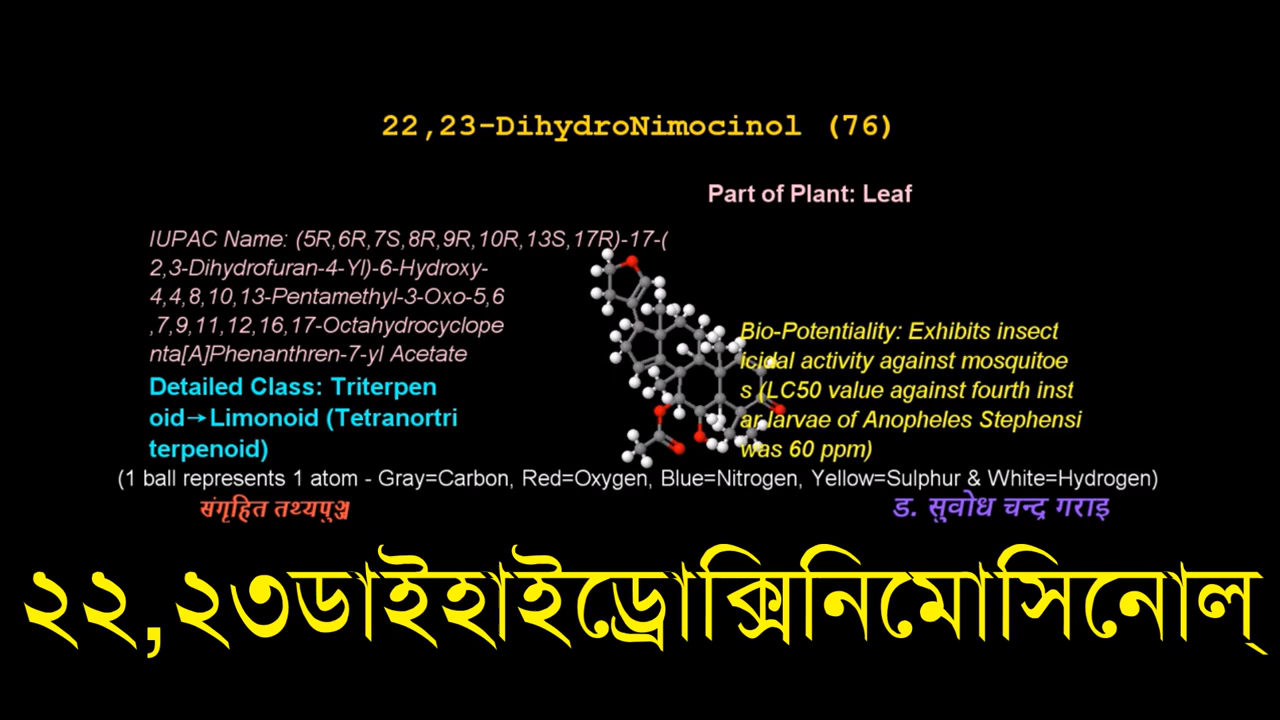 22,23-DihydroNimocinol (76)
Part of Plant: Leaf
IUPAC Name: (5R,6R,7S,8R,9R,10R,13S,17R)-17-(
2,3-Dihydrofuran-4-Yl)-6-Hydroxy-
4,4,8,10,13-Pentamethyl-3-Oxo-5,6
,7,9,11,12,16,17-Octahydrocyclope
nta[A]Phenanthren-7-yl Acetate
Detailed Class: Triterpen
oid→Limonoid (Tetranortri
terpenoid)
Bio-Potentiality: Exhibits insect
icidal activity against mosquitoe
s (LC50 value against fourth inst
ar larvae of Anopheles Stephensi
was 60 ppm)
(1 ball represents 1 atom - Gray=Carbon, Red=Oxygen, Blue=Nitrogen, Yellow=Sulphur & White=Hydrogen)
संगृहित तथ्यपुञ्ज
ड. सुवोध चन्द्र गराइ
২২,২৩ডাইহাইড্রোক্সিনিমোসিনোল্